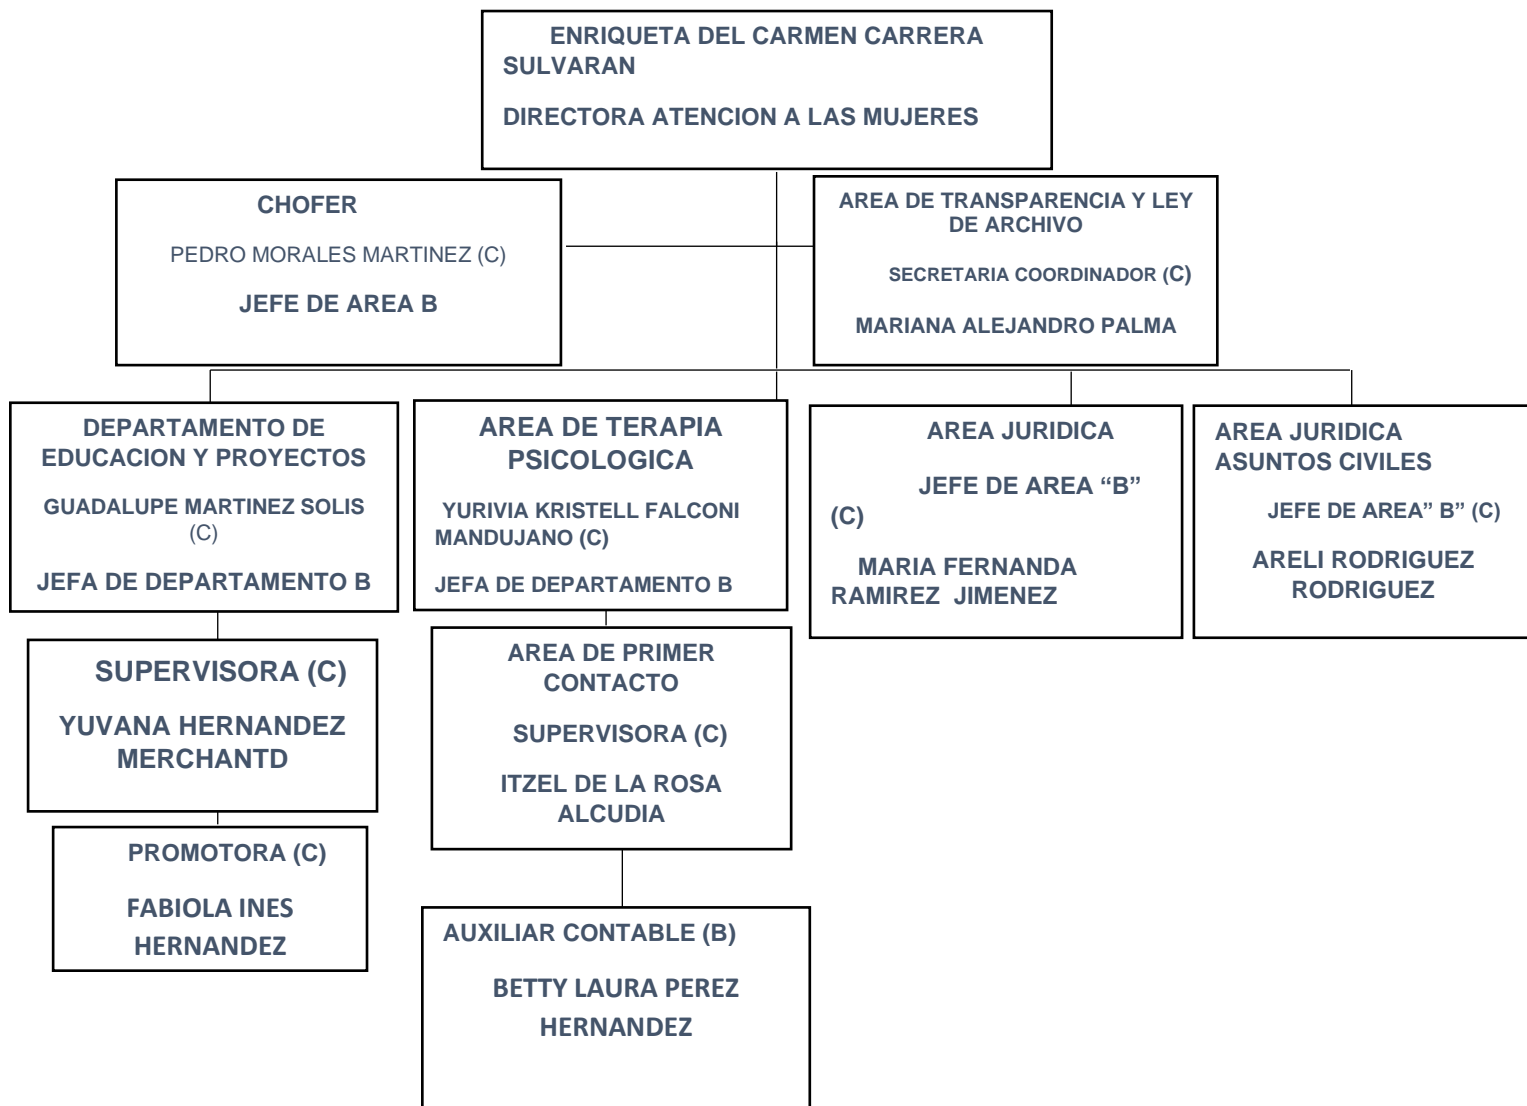 ENRIQUETA DEL CARMEN CARRERA
SULVARAN
DIRECTORA ATENCION A LAS MUJERES
CHOFER
PEDRO MORALES MARTINEZ (C)
JEFE DE AREA B
AREA DE TRANSPARENCIA Y LEY
DE ARCHIVO
SECRETARIA COORDINADOR (C)
MARIANA ALEJANDRO PALMA
DEPARTAMENTO DE
EDUCACION Y PROYECTOS
GUADALUPE MARTINEZ SOLIS
(C)
JEFA DE DEPARTAMENTO B
AREA DE TERAPIA
PSICOLOGICA
YURIVIA KRISTELL FALCONI
MANDUJANO (C)
JEFA DE DEPARTAMENTO B
AREA JURIDICA
JEFE DE AREA “B”
(C)
MARIA FERNANDA
RAMIREZ JIMENEZ
AREA JURIDICA
ASUNTOS CIVILES
JEFE DE AREA” B” (C)
ARELI RODRIGUEZ
RODRIGUEZ
SUPERVISORA (C)
YUVANA HERNANDEZ
MERCHANTD
AREA DE PRIMER
CONTACTO
SUPERVISORA (C)
ITZEL DE LA ROSA
ALCUDIA
PROMOTORA (C)
FABIOLA INES
HERNANDEZ
AUXILIAR CONTABLE (B)
BETTY LAURA PEREZ
HERNANDEZ